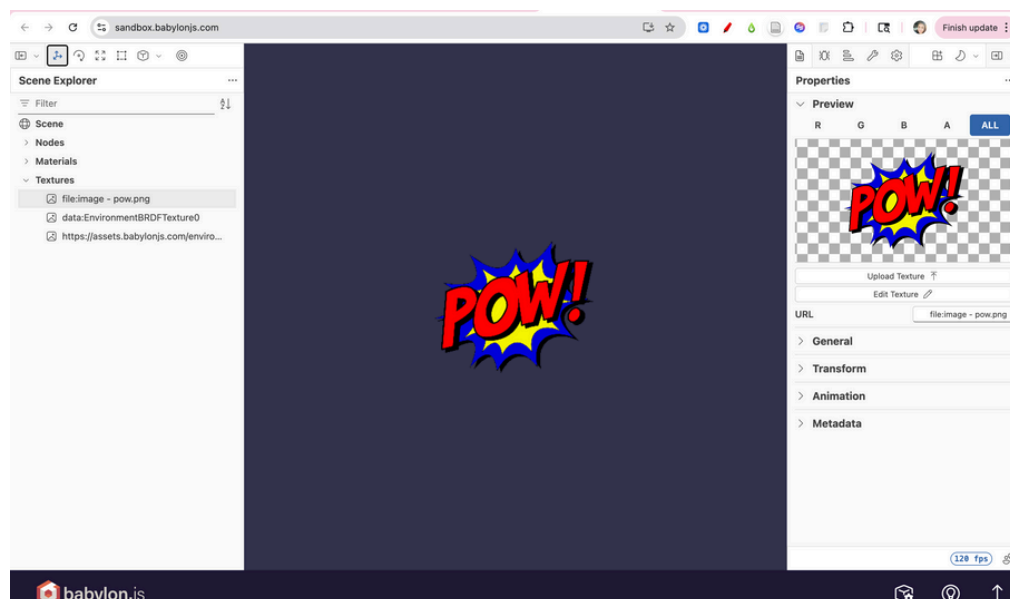 sandbox.babylonjs.com
Finish update
Scene Explorer
Filter
Scene
Nodes
Materials
Textures
file:image - pow.png
data:EnvironmentBRDFTexture0
https://assets.babylonjs.com/enviro...
POW!
Properties
Preview
R G B A ALL
POW!
Upload Texture
Edit Texture
URL file:image - pow.png
General
Transform
Animation
Metadata
120 fps
babylon.js